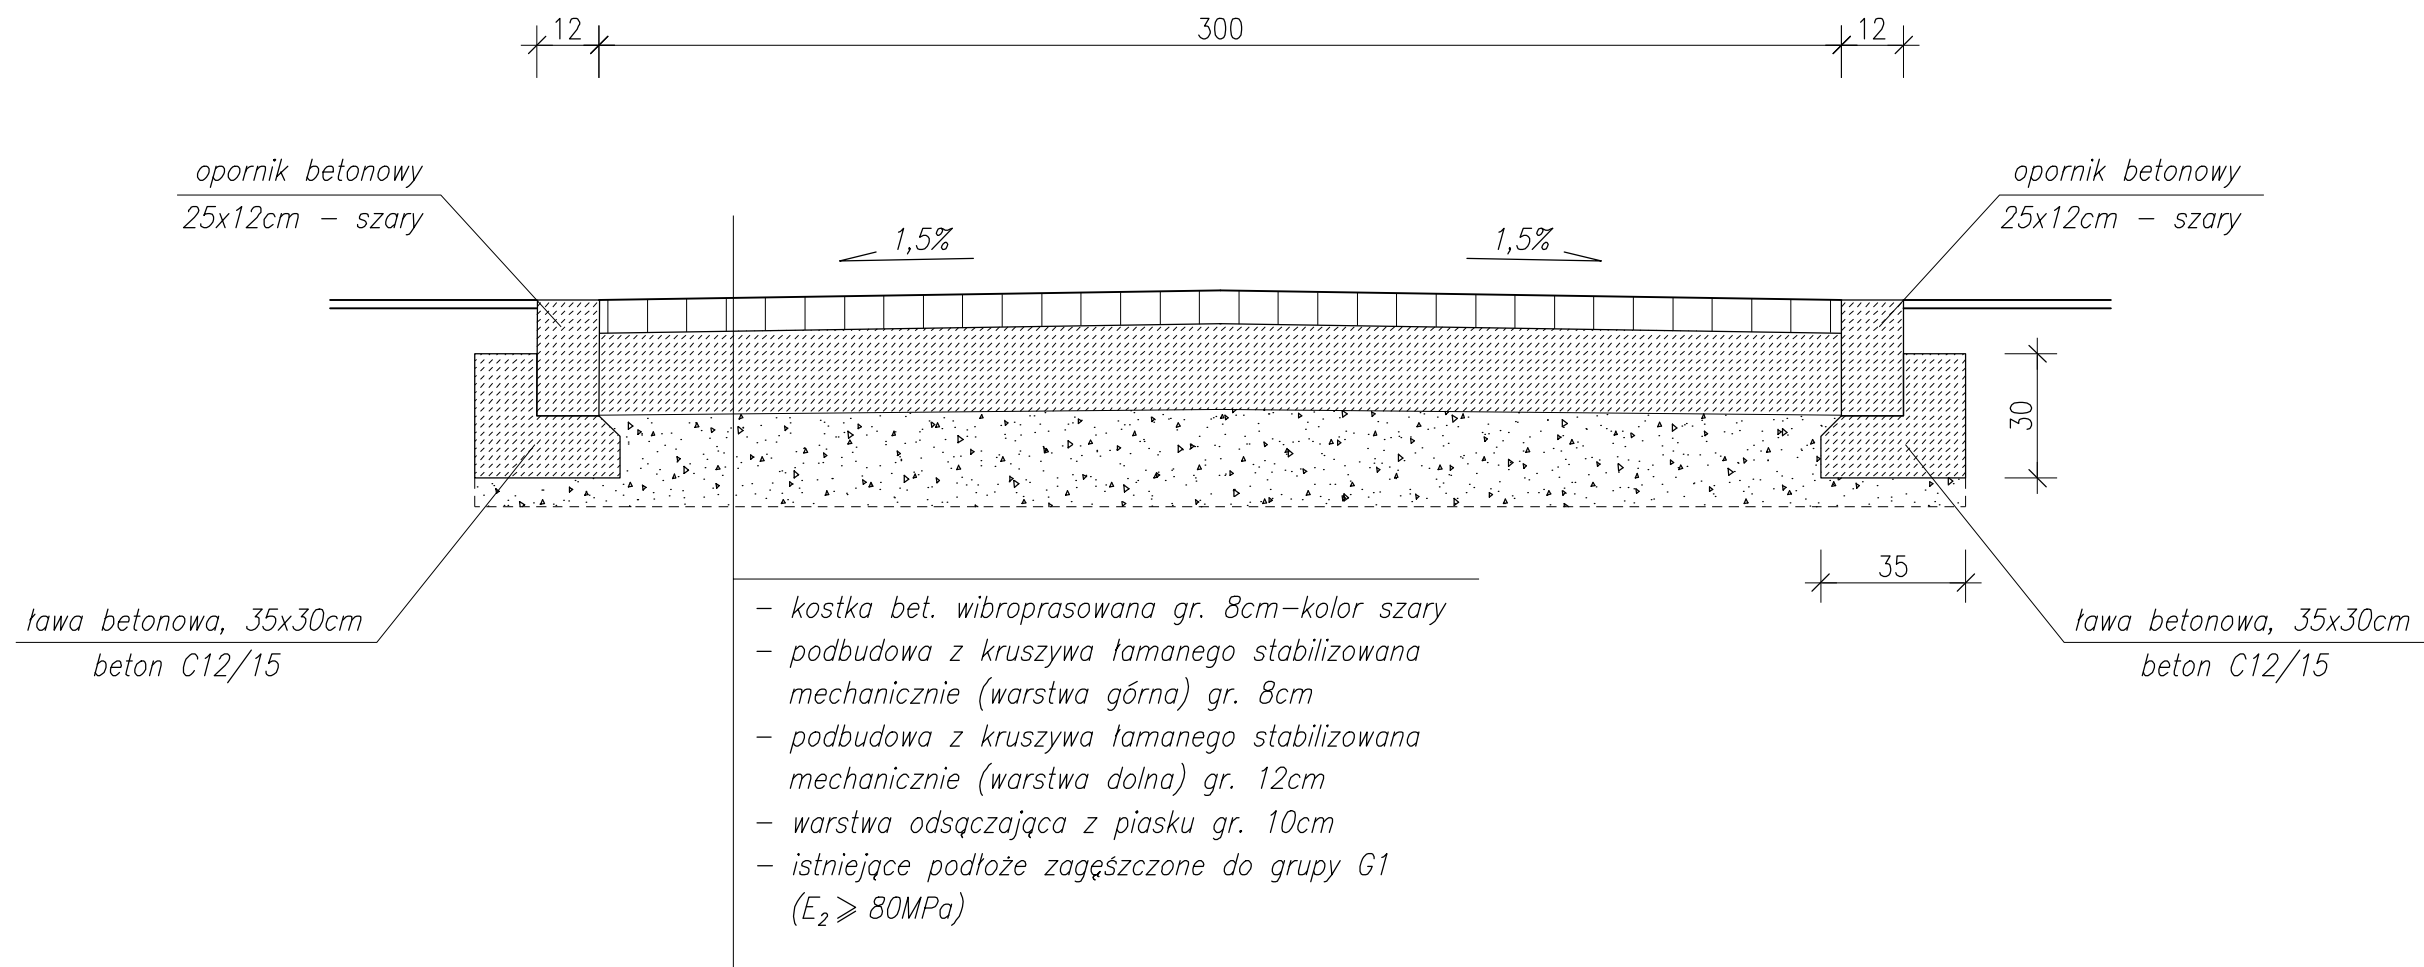 12
300
12
opornik betonowy
25x12cm – szary
opornik betonowy
25x12cm – szary
1,5%
1,5%
30
35
ława betonowa, 35x30cm
beton C12/15
ława betonowa, 35x30cm
beton C12/15
– kostka bet. wibroprasowana gr. 8cm–kolor szary
– podbudowa z kruszywa łamanego stabilizowana
mechanicznie (warstwa górna) gr. 8cm
– podbudowa z kruszywa łamanego stabilizowana
mechanicznie (warstwa dolna) gr. 12cm
– warstwa odsączająca z piasku gr. 10cm
– istniejące podłoże zagęszczone do grupy G1
(E₂ ⩾ 80MPa)